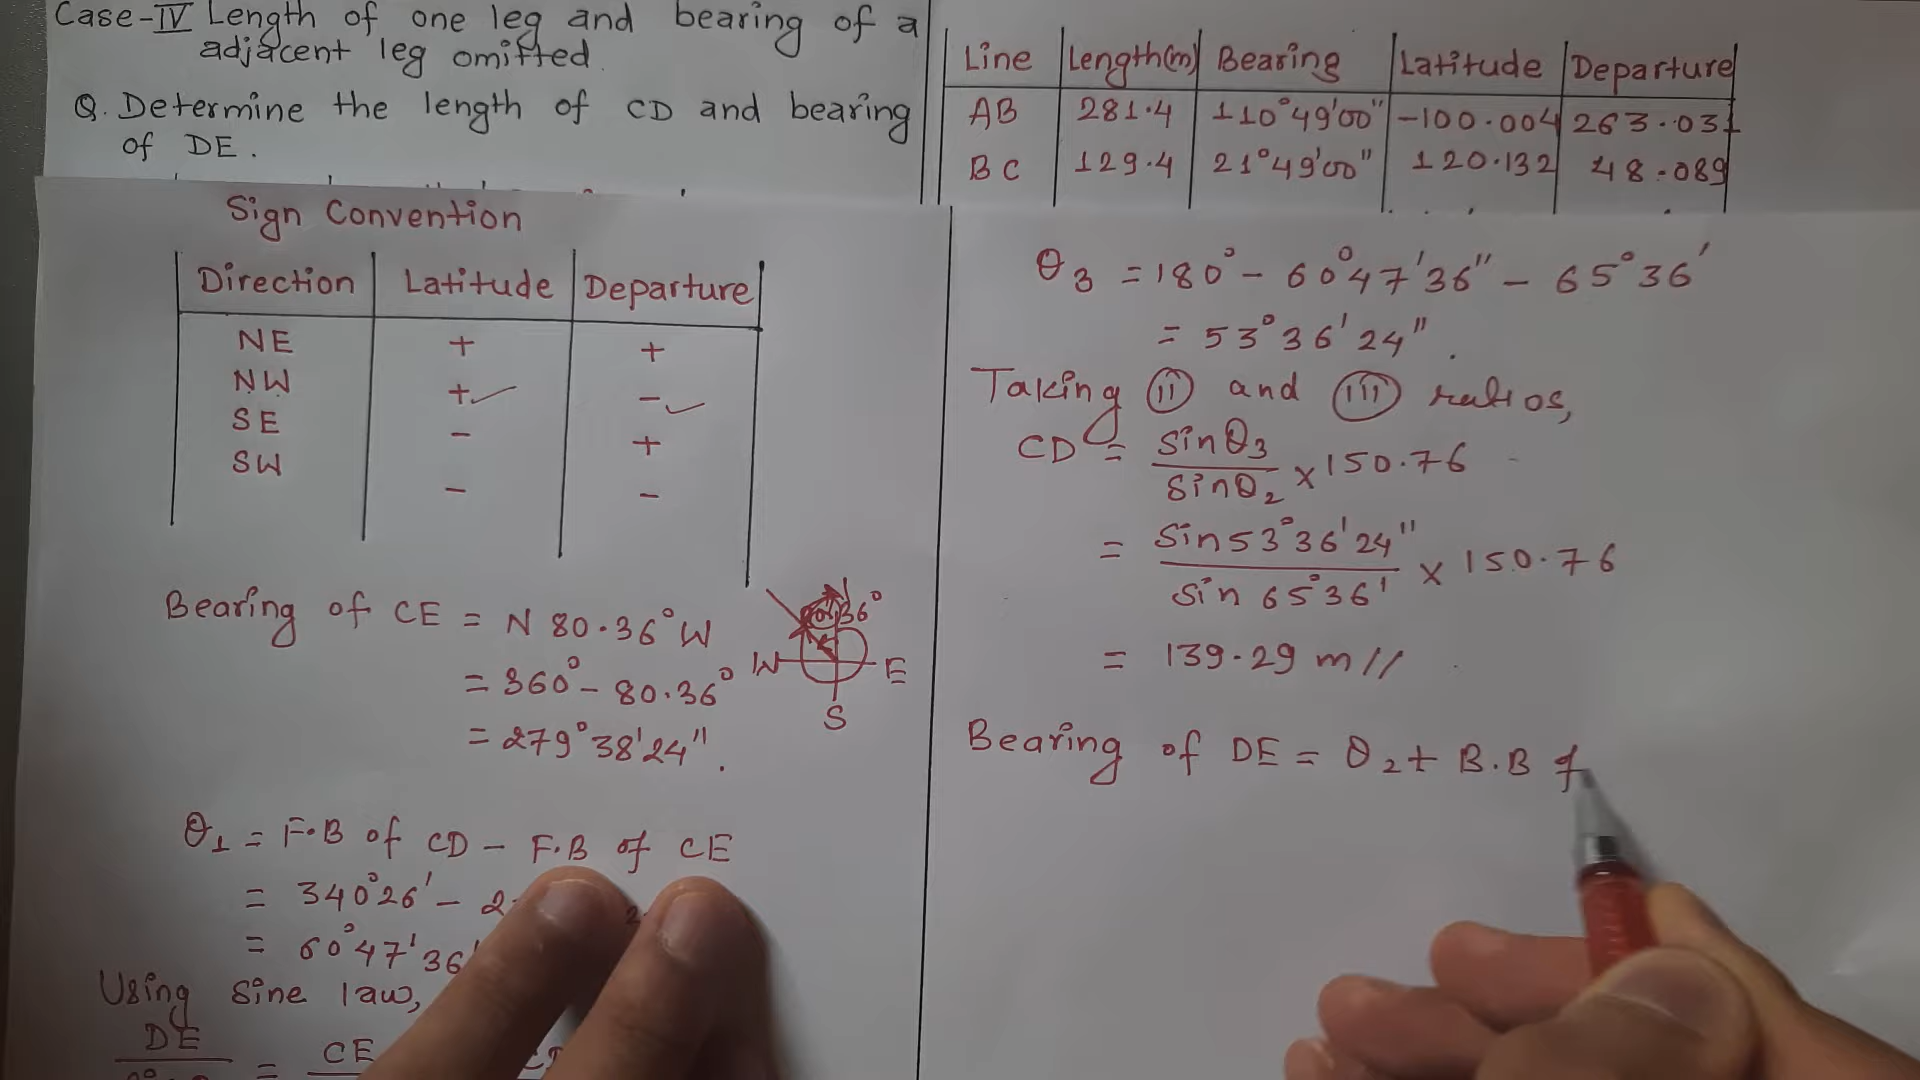 Case-IV Length of one leg and bearing of a
adjacent leg omitted.
Q. Determine the length of CD and bearing
of DE.
Line Length(m) Bearing Latitude Departure
AB 281.4 110°49'00" -100.004 263.031
BC 129.4 21°49'00" 120.132 48.089
Sign Convention
Direction Latitude Departure
NE + +
NW + -
SE - +
SW - -
Bearing of CE = N 80.36° W
= 360° - 80.36°
= 279°38'24".
W E
S
θ1 = F.B of CD - F.B of CE
= 340°26' - 2
= 60°47'36
Using sine law,
DE
= CE
θ3 = 180° - 60°47'36" - 65°36'
= 53°36'24".
Taking (ii) and (iii) ratios,
CD = sinθ3 / sinθ2 × 150.76
= sin53°36'24" / sin 65°36' × 150.76
= 139.29 m //
Bearing of DE = θ2 + B.B of